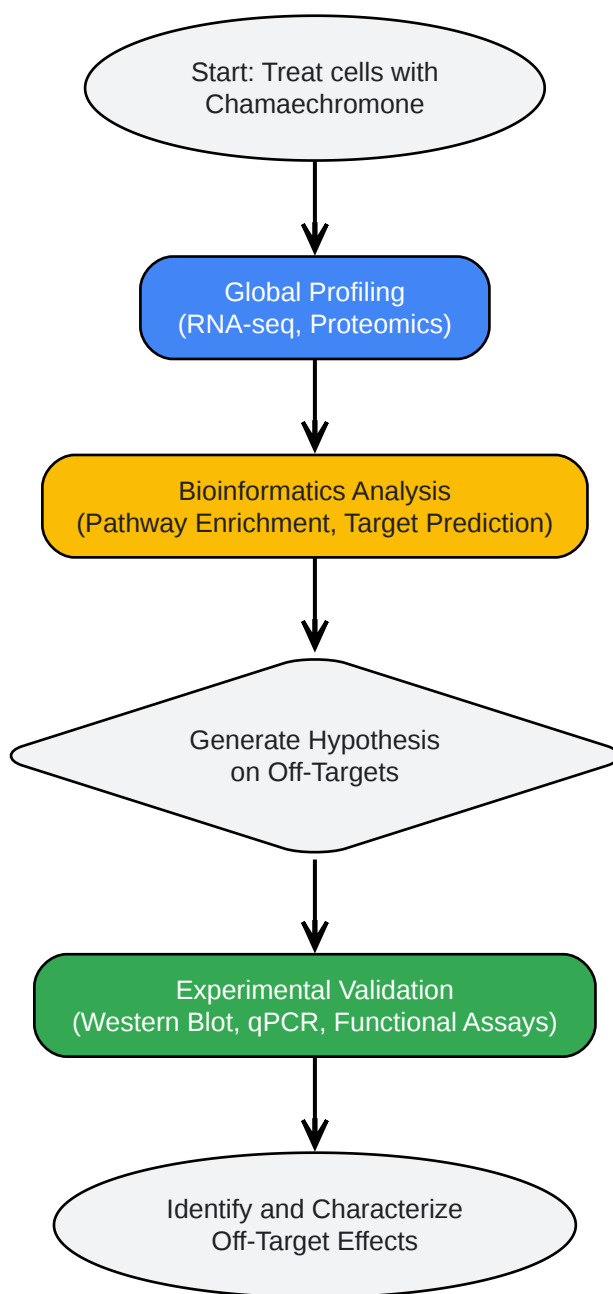 Start: Treat cells with
Chamaechromone
Global Profiling
(RNA-seq, Proteomics)
Bioinformatics Analysis
(Pathway Enrichment, Target Prediction)
Generate Hypothesis
on Off-Targets
Experimental Validation
(Western Blot, qPCR, Functional Assays)
Identify and Characterize
Off-Target Effects